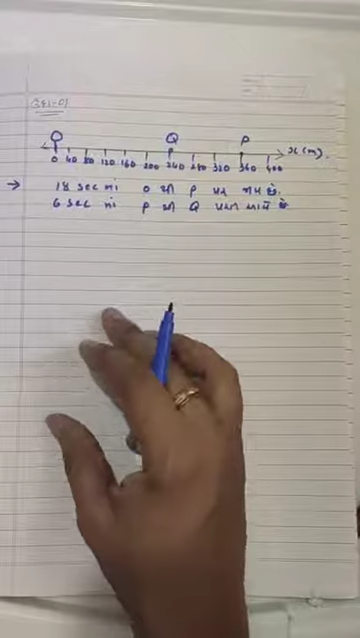 O Q P
0 40 80 120 160 200 240 280 320 360 400 x(m).
→ 18 sec માં O થી P પર જાય છે.
6 sec માં P થી Q પરત આવે છે